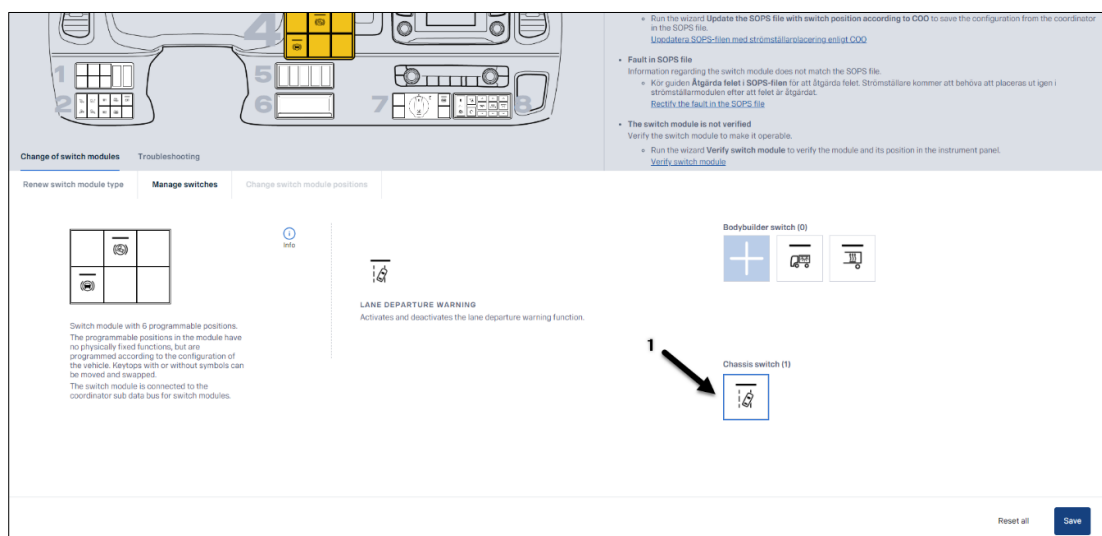 Run the wizard Update the SOPS file with switch position according to COO to save the configuration from the coordinator
in the SOPS file.
Uppdatera SOPS-filen med strömställarplacering enligt COO
Fault in SOPS file
Information regarding the switch module does not match the SOPS file.
Kör guiden Åtgärda felet i SOPS-filen för att åtgärda felet. Strömställare kommer att behöva att placeras ut igen i
strömställarmodulen efter att felet är åtgärdat.
Rectify the fault in the SOPS file
The switch module is not verified
Verify the switch module to make it operable.
Run the wizard Verify switch module to verify the module and its position in the instrument panel.
Verify switch module
4
1
5
2
6
7
8
Change of switch modules
Troubleshooting
Renew switch module type
Manage switches
Change switch module positions
Info
Switch module with 6 programmable positions.
The programmable positions in the module have
no physically fixed functions, but are
programmed according to the configuration of
the vehicle. Keytops with or without symbols can
be moved and swapped.
The switch module is connected to the
coordinator sub data bus for switch modules.
LANE DEPARTURE WARNING
Activates and deactivates the lane departure warning function.
Bodybuilder switch (0)
1
Chassis switch (1)
Reset all
Save